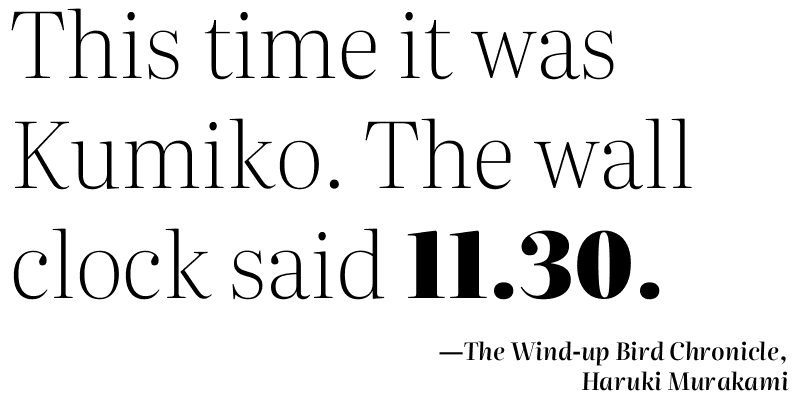 This time it was
Kumiko. The wall
clock said 11.30.
—The Wind-up Bird Chronicle,
Haruki Murakami